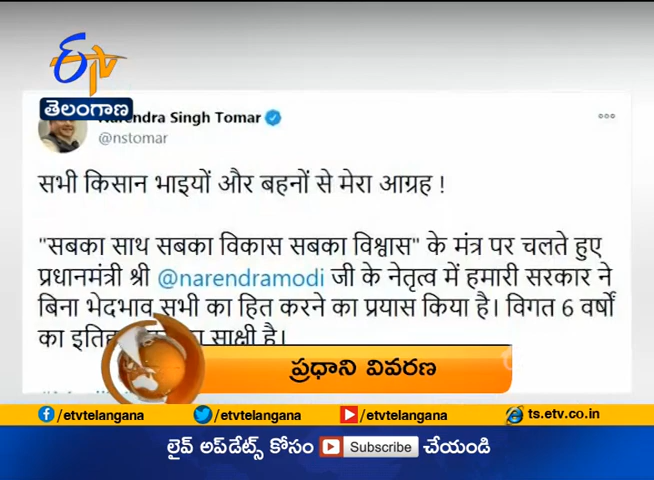 ETV
తెలంగాణ
Narendra Singh Tomar
@nstomar
सभी किसान भाइयों और बहनों से मेरा आग्रह !
"सबका साथ सबका विकास सबका विश्वास" के मंत्र पर चलते हुए
प्रधानमंत्री श्री @narendramodi जी के नेतृत्व में हमारी सरकार ने
बिना भेदभाव सभी का हित करने का प्रयास किया है। विगत 6 वर्षों
का साक्षी है।
ప్రధాని వివరణ
/etvtelangana /etvtelangana /etvtelangana ts.etv.co.in
లైవ్ అప్‌డేట్స్ కోసం Subscribe చేయండి